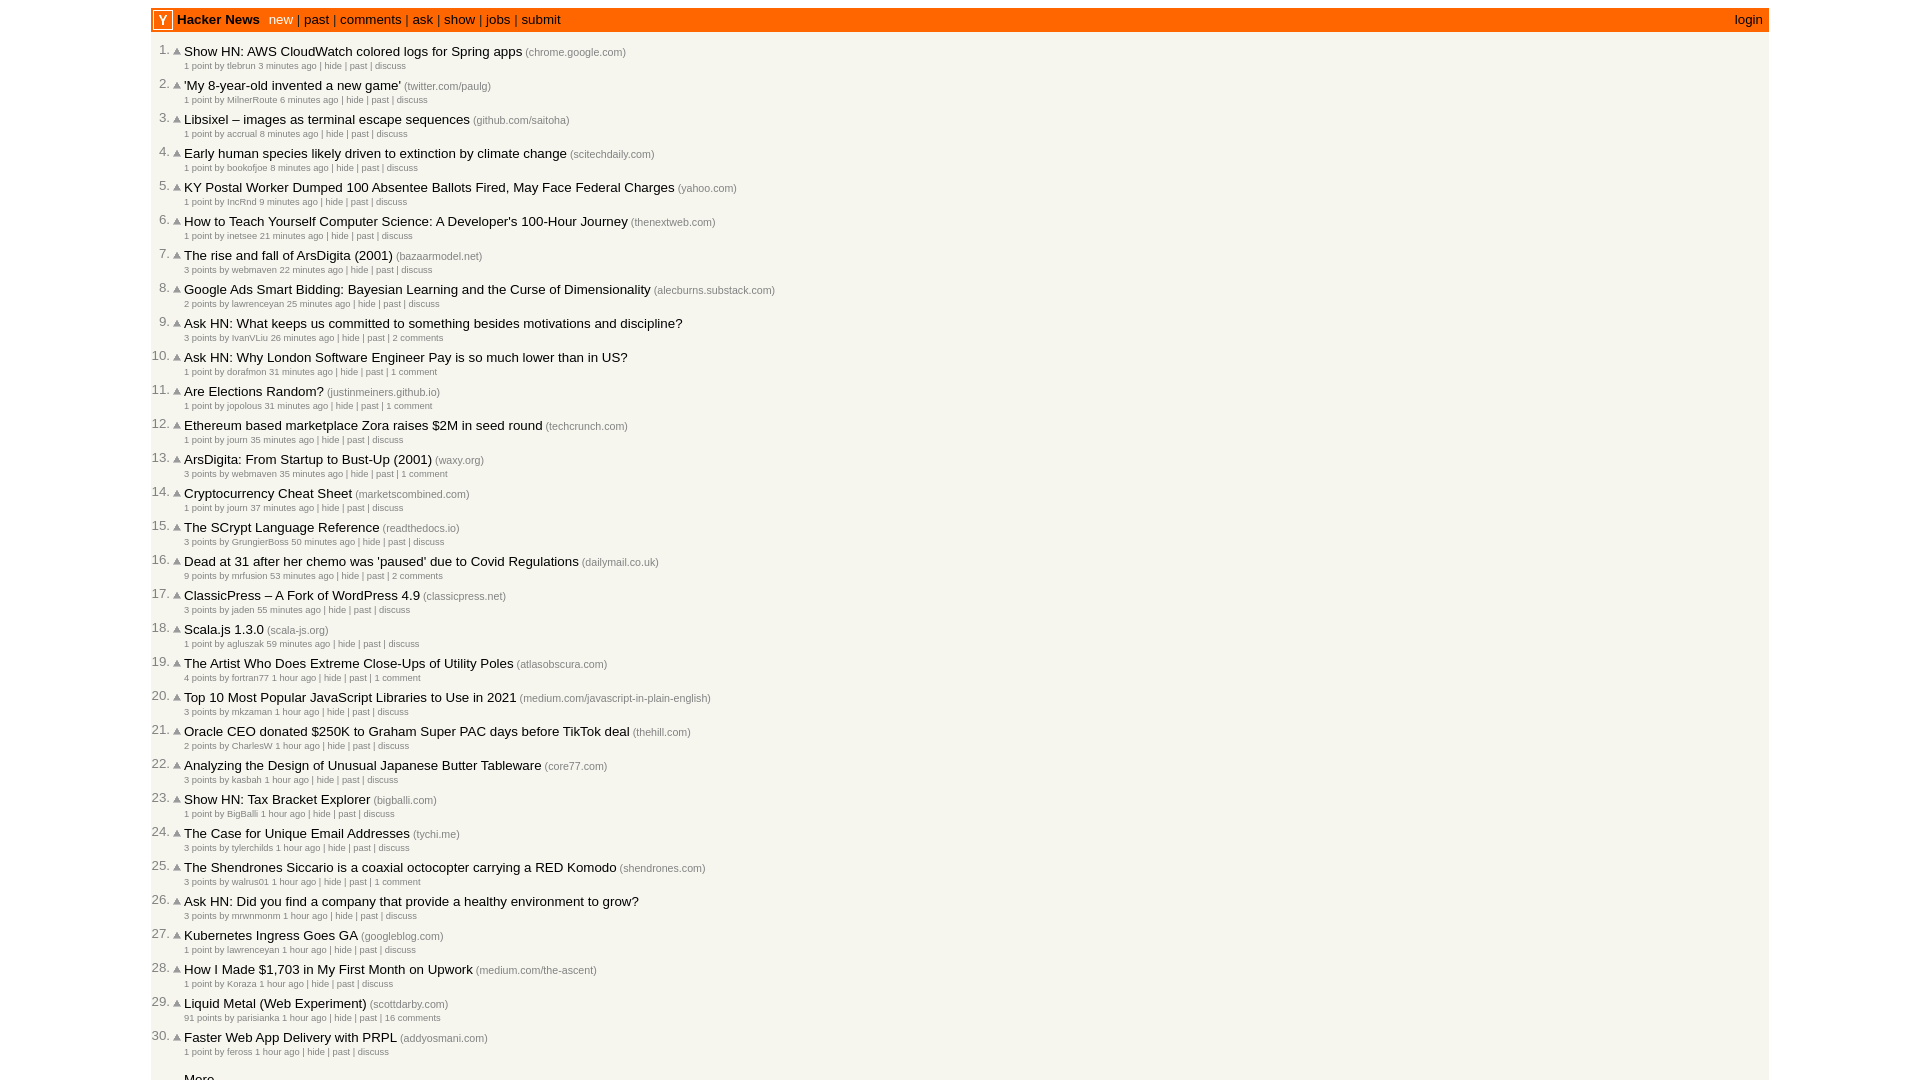 Y Hacker News new | past | comments | ask | show | jobs | submit login
1. Show HN: AWS CloudWatch colored logs for Spring apps (chrome.google.com)
1 point by tlebrun 3 minutes ago | hide | past | discuss
2. 'My 8-year-old invented a new game' (twitter.com/paulg)
1 point by MilnerRoute 6 minutes ago | hide | past | discuss
3. Libsixel – images as terminal escape sequences (github.com/saitoha)
1 point by accrual 8 minutes ago | hide | past | discuss
4. Early human species likely driven to extinction by climate change (scitechdaily.com)
1 point by bookofjoe 8 minutes ago | hide | past | discuss
5. KY Postal Worker Dumped 100 Absentee Ballots Fired, May Face Federal Charges (yahoo.com)
1 point by IncRnd 9 minutes ago | hide | past | discuss
6. How to Teach Yourself Computer Science: A Developer's 100-Hour Journey (thenextweb.com)
1 point by inetsee 21 minutes ago | hide | past | discuss
7. The rise and fall of ArsDigita (2001) (bazaarmodel.net)
3 points by webmaven 22 minutes ago | hide | past | discuss
8. Google Ads Smart Bidding: Bayesian Learning and the Curse of Dimensionality (alecburns.substack.com)
2 points by lawrenceyan 25 minutes ago | hide | past | discuss
9. Ask HN: What keeps us committed to something besides motivations and discipline?
3 points by IvanVLiu 26 minutes ago | hide | past | 2 comments
10. Ask HN: Why London Software Engineer Pay is so much lower than in US?
1 point by dorafmon 31 minutes ago | hide | past | 1 comment
11. Are Elections Random? (justinmeiners.github.io)
1 point by jopolous 31 minutes ago | hide | past | 1 comment
12. Ethereum based marketplace Zora raises $2M in seed round (techcrunch.com)
1 point by journ 35 minutes ago | hide | past | discuss
13. ArsDigita: From Startup to Bust-Up (2001) (waxy.org)
3 points by webmaven 35 minutes ago | hide | past | 1 comment
14. Cryptocurrency Cheat Sheet (marketscombined.com)
1 point by journ 37 minutes ago | hide | past | discuss
15. The SCrypt Language Reference (readthedocs.io)
3 points by GrungierBoss 50 minutes ago | hide | past | discuss
16. Dead at 31 after her chemo was 'paused' due to Covid Regulations (dailymail.co.uk)
9 points by mrfusion 53 minutes ago | hide | past | 2 comments
17. ClassicPress – A Fork of WordPress 4.9 (classicpress.net)
3 points by jaden 55 minutes ago | hide | past | discuss
18. Scala.js 1.3.0 (scala-js.org)
1 point by agluszak 59 minutes ago | hide | past | discuss
19. The Artist Who Does Extreme Close-Ups of Utility Poles (atlasobscura.com)
4 points by fortran77 1 hour ago | hide | past | 1 comment
20. Top 10 Most Popular JavaScript Libraries to Use in 2021 (medium.com/javascript-in-plain-english)
3 points by mkzaman 1 hour ago | hide | past | discuss
21. Oracle CEO donated $250K to Graham Super PAC days before TikTok deal (thehill.com)
2 points by CharlesW 1 hour ago | hide | past | discuss
22. Analyzing the Design of Unusual Japanese Butter Tableware (core77.com)
3 points by kasbah 1 hour ago | hide | past | discuss
23. Show HN: Tax Bracket Explorer (bigballi.com)
1 point by BigBalli 1 hour ago | hide | past | discuss
24. The Case for Unique Email Addresses (tychi.me)
3 points by tylerchilds 1 hour ago | hide | past | discuss
25. The Shendrones Siccario is a coaxial octocopter carrying a RED Komodo (shendrones.com)
3 points by walrus01 1 hour ago | hide | past | 1 comment
26. Ask HN: Did you find a company that provide a healthy environment to grow?
3 points by mrwnmonm 1 hour ago | hide | past | discuss
27. Kubernetes Ingress Goes GA (googleblog.com)
1 point by lawrenceyan 1 hour ago | hide | past | discuss
28. How I Made $1,703 in My First Month on Upwork (medium.com/the-ascent)
1 point by Koraza 1 hour ago | hide | past | discuss
29. Liquid Metal (Web Experiment) (scottdarby.com)
91 points by parisianka 1 hour ago | hide | past | 16 comments
30. Faster Web App Delivery with PRPL (addyosmani.com)
1 point by feross 1 hour ago | hide | past | discuss
More